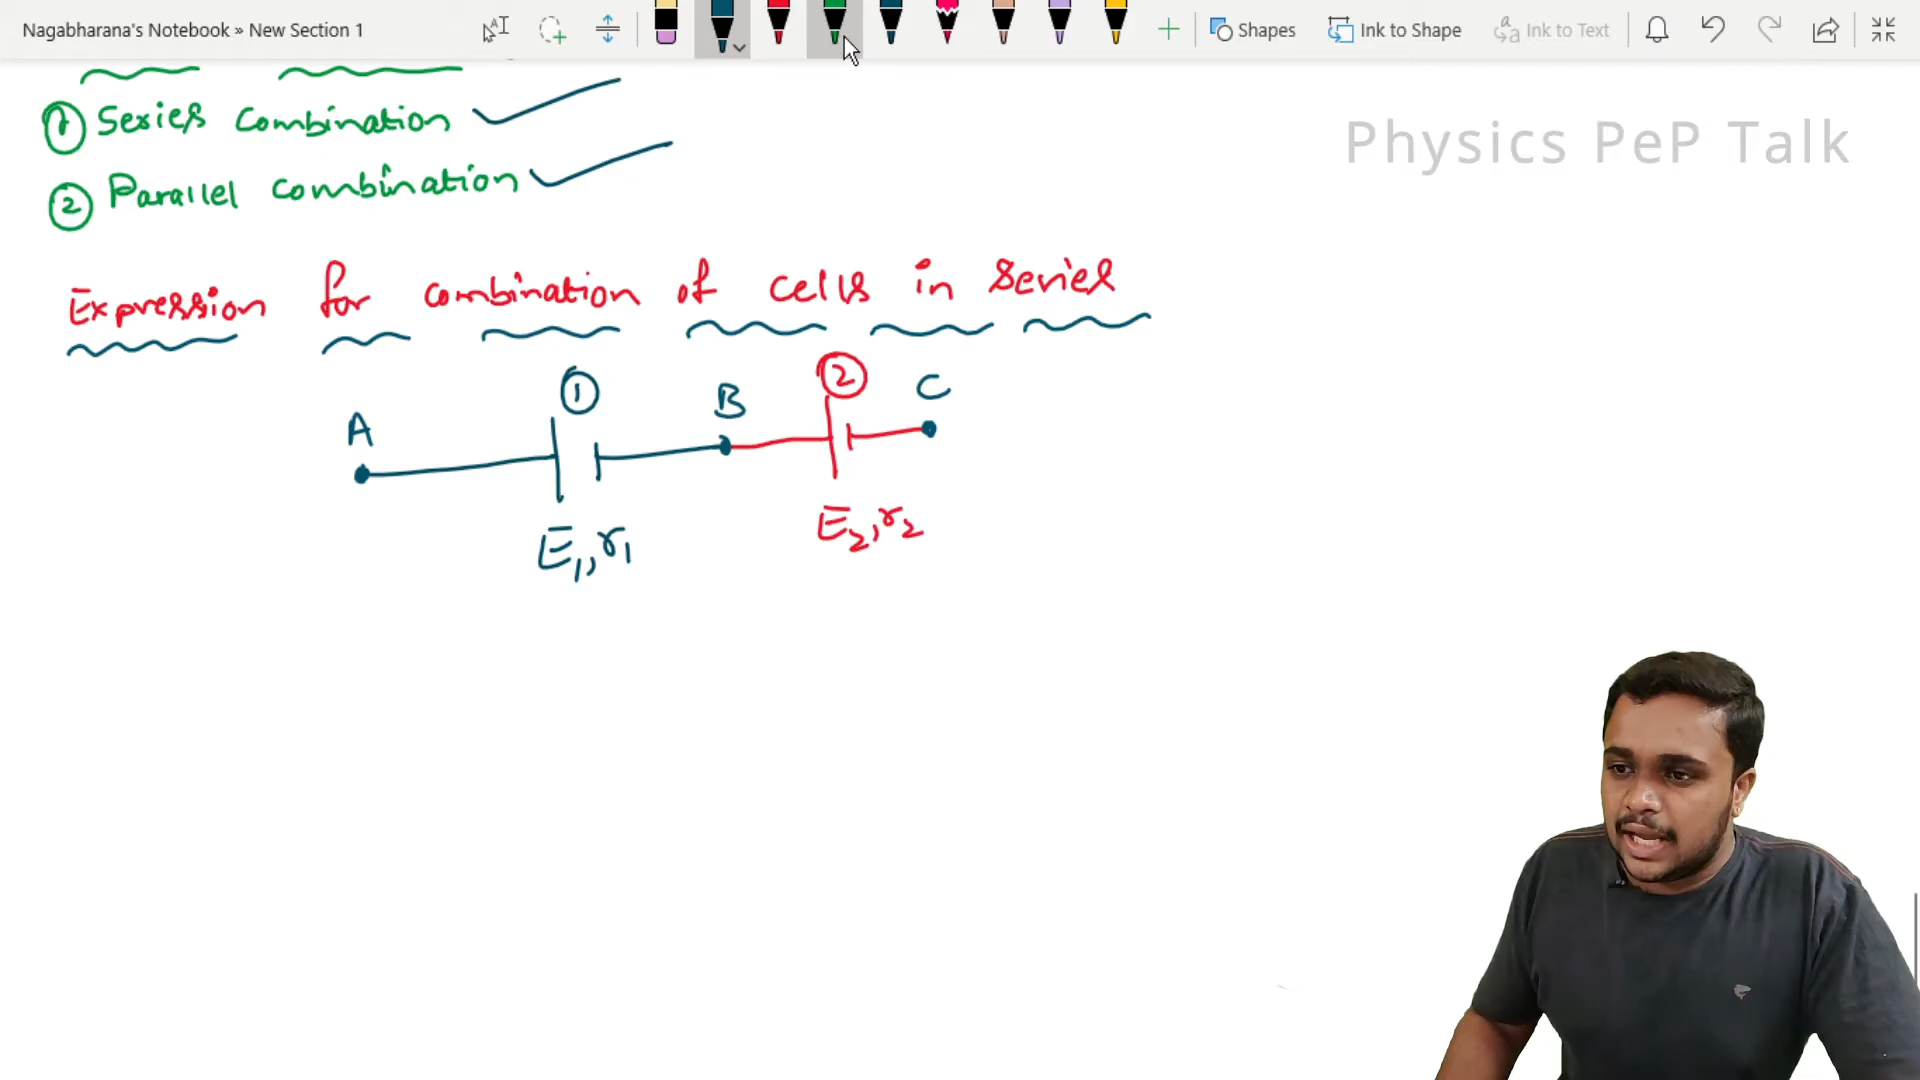 Nagabharana's Notebook » New Section 1
Shapes
Ink to Shape
Ink to Text
Physics PeP Talk
1 Series Combination
2 Parallel combination
Expression for combination of cells in series
A
1
B
2
C
E1, r1
E2, r2